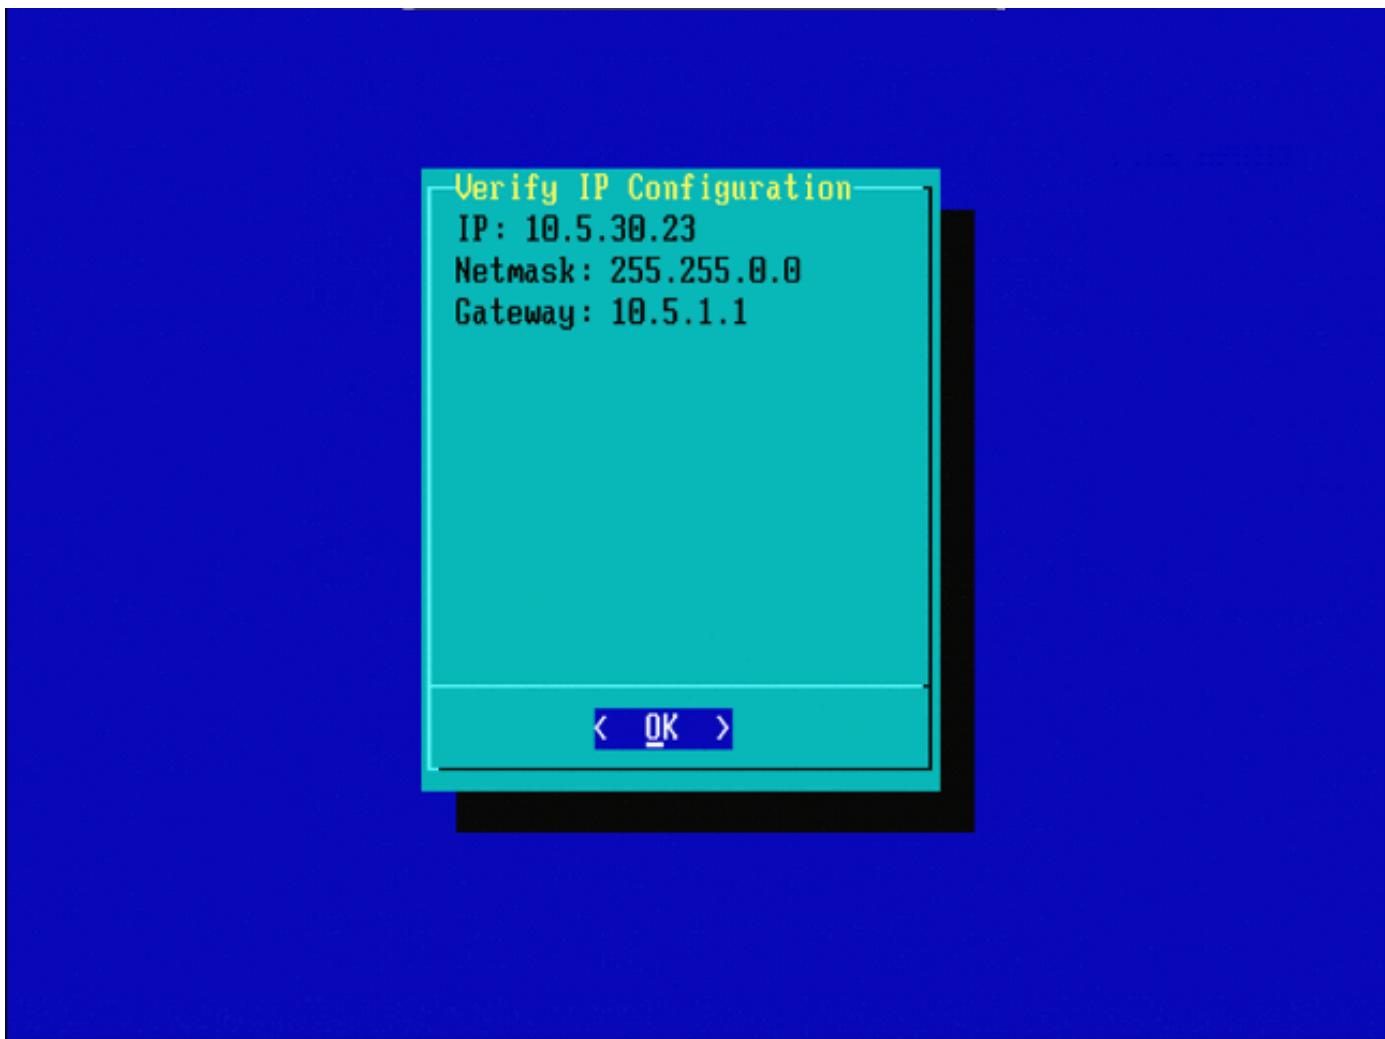 Verify IP Configuration
IP: 10.5.30.23
Netmask: 255.255.0.0
Gateway: 10.5.1.1
< OK >